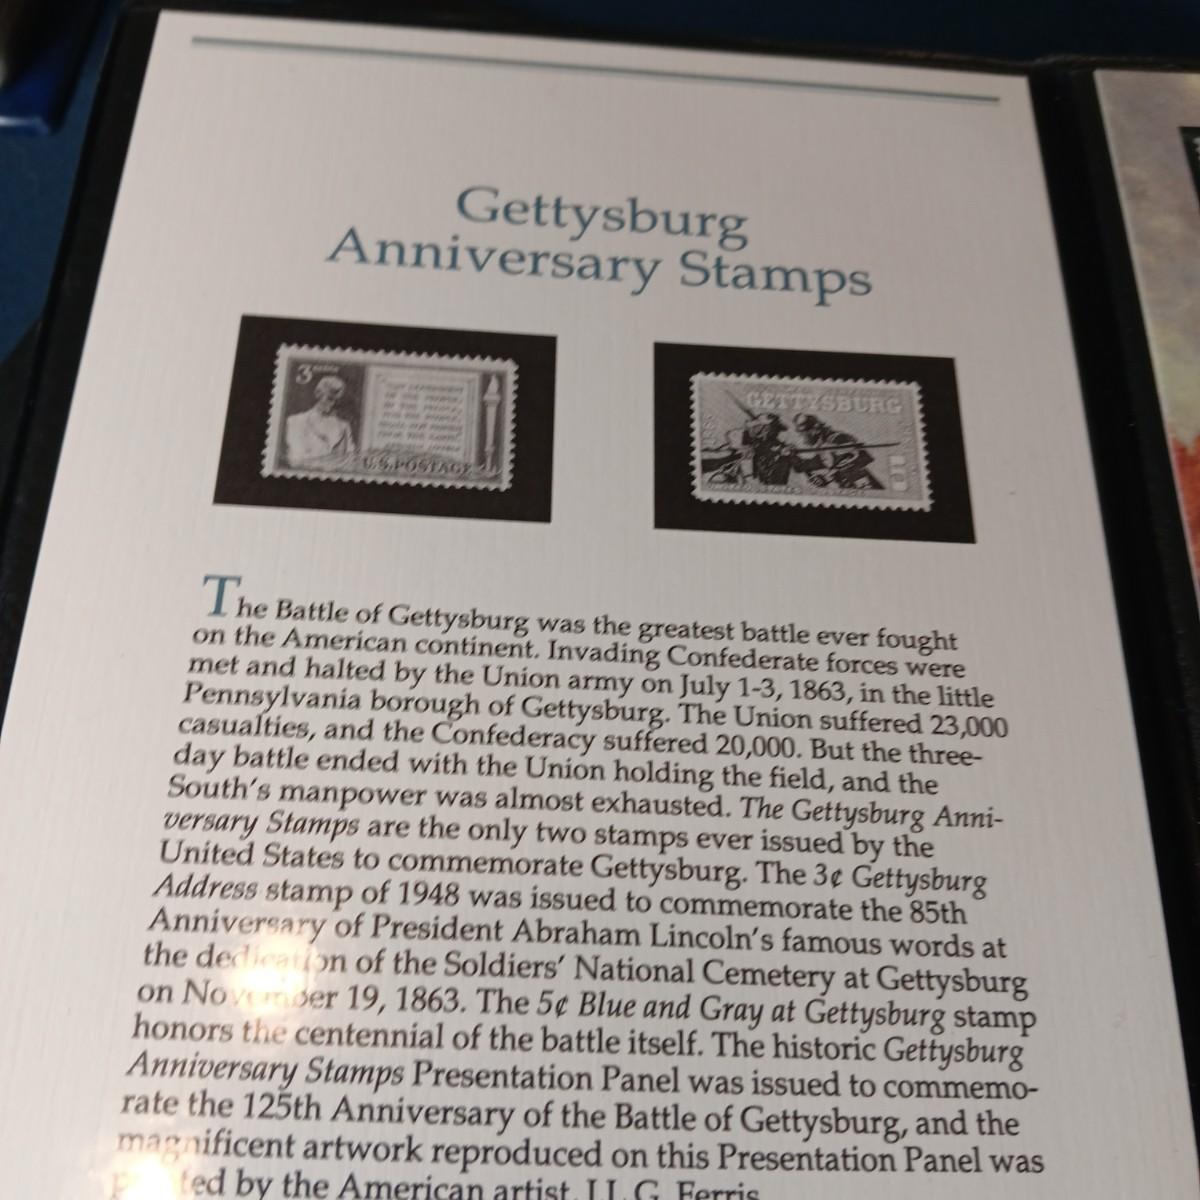 Gettysburg
Anniversary Stamps
3
U.S. POSTAGE
GETTYSBURG
The Battle of Gettysburg was the greatest battle ever fought
on the American continent. Invading Confederate forces were
met and halted by the Union army on July 1-3, 1863, in the little
Pennsylvania borough of Gettysburg. The Union suffered 23,000
casualties, and the Confederacy suffered 20,000. But the three-
day battle ended with the Union holding the field, and the
South's manpower was almost exhausted. The Gettysburg Anni-
versary Stamps are the only two stamps ever issued by the
United States to commemorate Gettysburg. The 3¢ Gettysburg
Address stamp of 1948 was issued to commemorate the 85th
Anniversary of President Abraham Lincoln's famous words at
the dedication of the Soldiers' National Cemetery at Gettysburg
on November 19, 1863. The 5¢ Blue and Gray at Gettysburg stamp
honors the centennial of the battle itself. The historic Gettysburg
Anniversary Stamps Presentation Panel was issued to commemo-
rate the 125th Anniversary of the Battle of Gettysburg, and the
magnificent artwork reproduced on this Presentation Panel was
by the American artist, Ferris